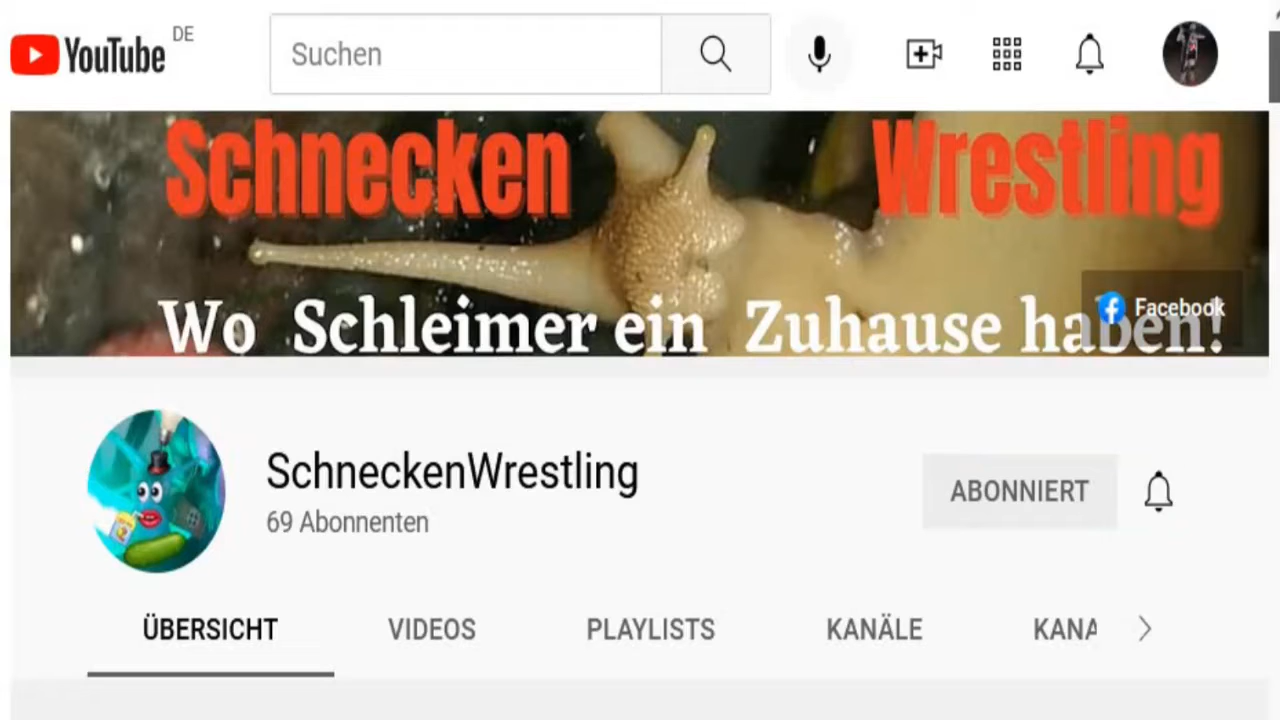 YouTube DE
Suchen
Schnecken Wrestling
Wo Schleimer ein Zuhause haben!
Facebook
SchneckenWrestling
69 Abonnenten
ABONNIERT
ÜBERSICHT VIDEOS PLAYLISTS KANÄLE KANA